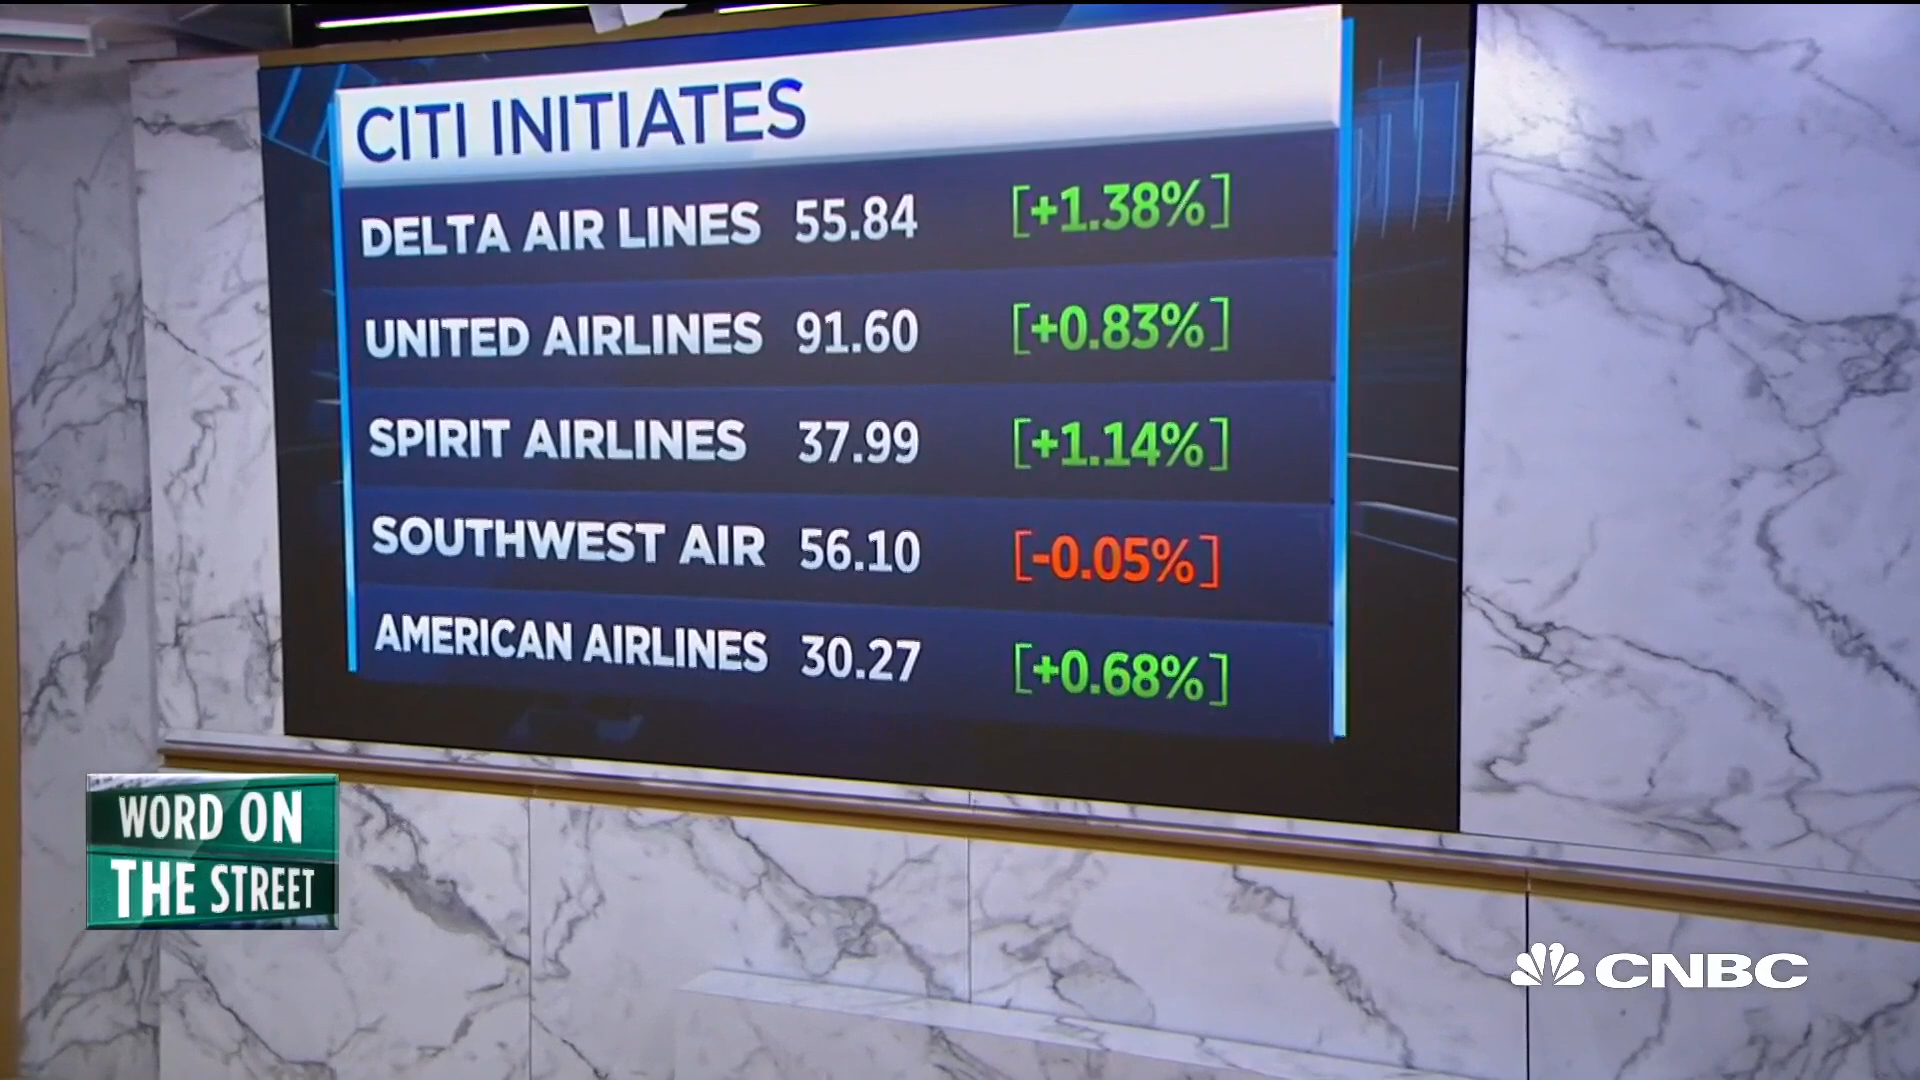 CITI INITIATES
DELTA AIR LINES 55.84 [+1.38%]
UNITED AIRLINES 91.60 [+0.83%]
SPIRIT AIRLINES 37.99 [+1.14%]
SOUTHWEST AIR 56.10 [-0.05%]
AMERICAN AIRLINES 30.27 [+0.68%]
WORD ON
THE STREET
CNBC